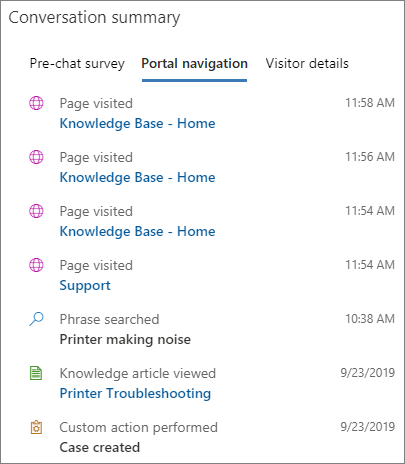 Conversation summary
Pre-chat survey Portal navigation Visitor details
Page visited 11:58 AM
Knowledge Base - Home
Page visited 11:56 AM
Knowledge Base - Home
Page visited 11:54 AM
Knowledge Base - Home
Page visited 11:54 AM
Support
Phrase searched 10:38 AM
Printer making noise
Knowledge article viewed 9/23/2019
Printer Troubleshooting
Custom action performed 9/23/2019
Case created